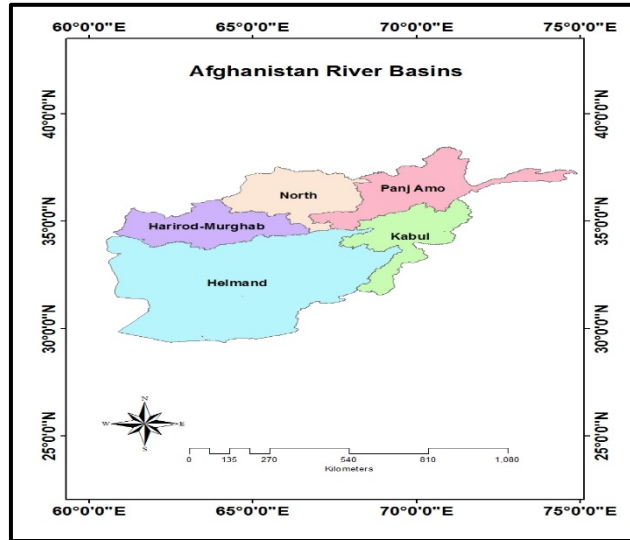 60°0'0"E 65°0'0"E 70°0'0"E 75°0'0"E
Afghanistan River Basins
40°0'0"N 40°0'0"N
Panj Amo
North
35°0'0"N 35°0'0"N
Harirod-Murghab
Kabul
Helmand
30°0'0"N 30°0'0"N
N
W E
S
25°0'0"N 25°0'0"N
0 135 270 540 810 1,080
Kilometers
60°0'0"E 65°0'0"E 70°0'0"E 75°0'0"E